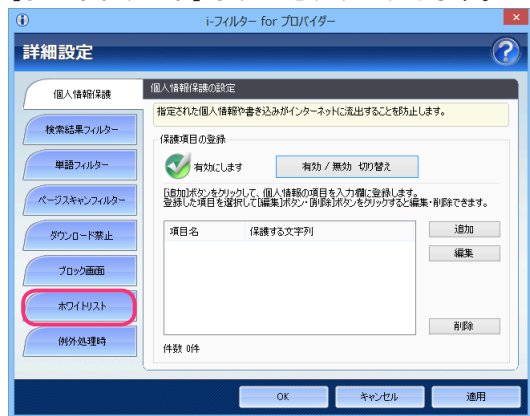 i-フィルター for プロバイダー
詳細設定
?
個人情報保護
検索結果フィルター
単語フィルター
ページスキャンフィルター
ダウンロード禁止
ブロック画面
ホワイトリスト
例外処理時
個人情報保護の設定
指定された個人情報や書き込みがインターネットに流出することを防止します。
保護項目の登録
有効にします
有効 / 無効 切り替え
[追加]ボタンをクリックして、個人情報の項目を入力欄に登録します。
登録した項目を選択して[編集]ボタン・[削除]ボタンをクリックすると編集・削除できます。
項目名 保護する文字列
追加
編集
削除
件数 0件
OK キャンセル 適用